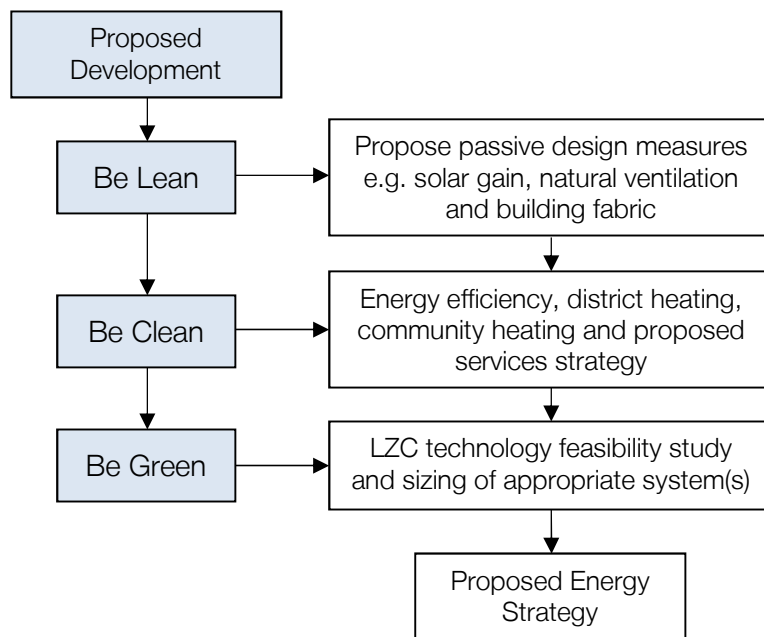 Proposed
Development
Be Lean
Propose passive design measures
e.g. solar gain, natural ventilation
and building fabric
Be Clean
Energy efficiency, district heating,
community heating and proposed
services strategy
Be Green
LZC technology feasibility study
and sizing of appropriate system(s)
Proposed Energy
Strategy